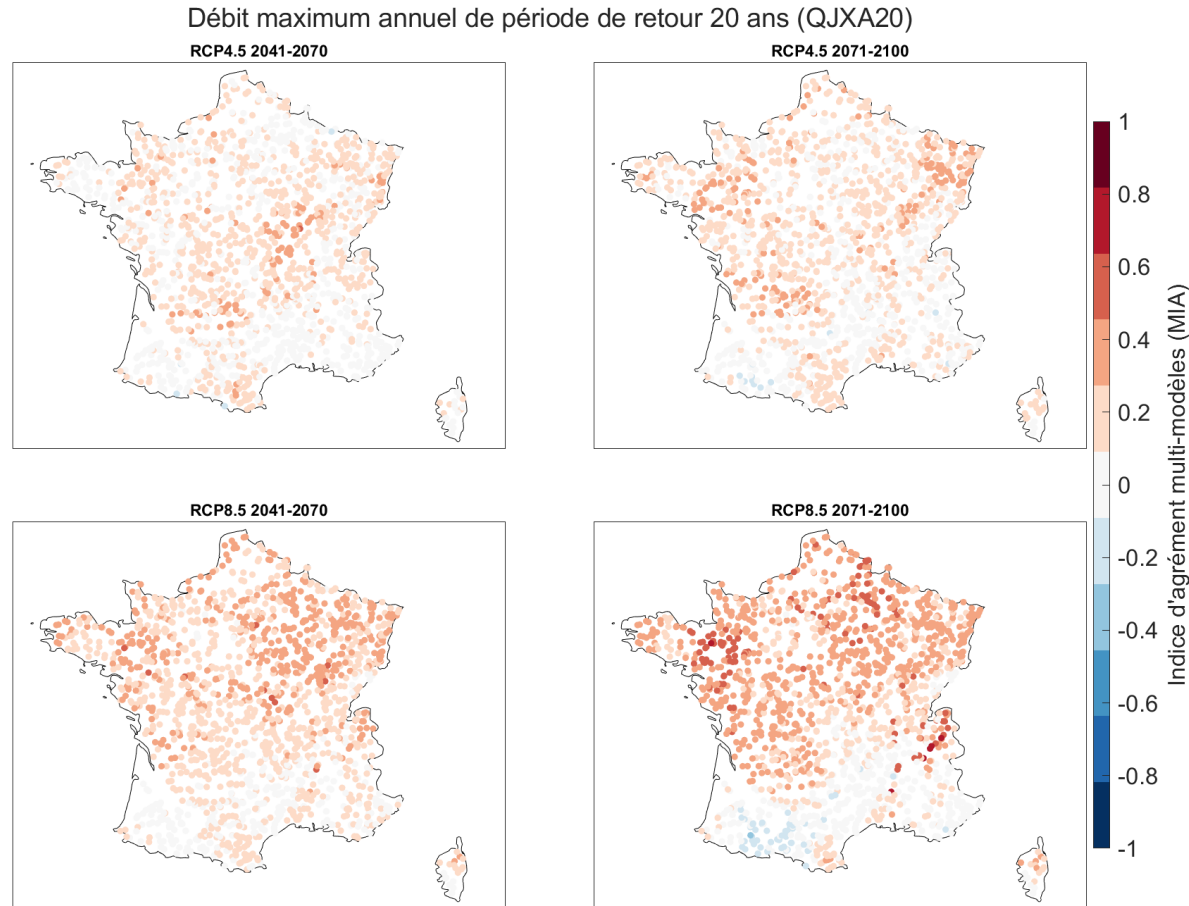 Débit maximum annuel de période de retour 20 ans (QJXA20)
RCP4.5 2041-2070
RCP4.5 2071-2100
RCP8.5 2041-2070
RCP8.5 2071-2100
1
0.8
0.6
0.4
0.2
0
-0.2
-0.4
-0.6
-0.8
-1
Indice d'agrément multi-modèles (MIA)